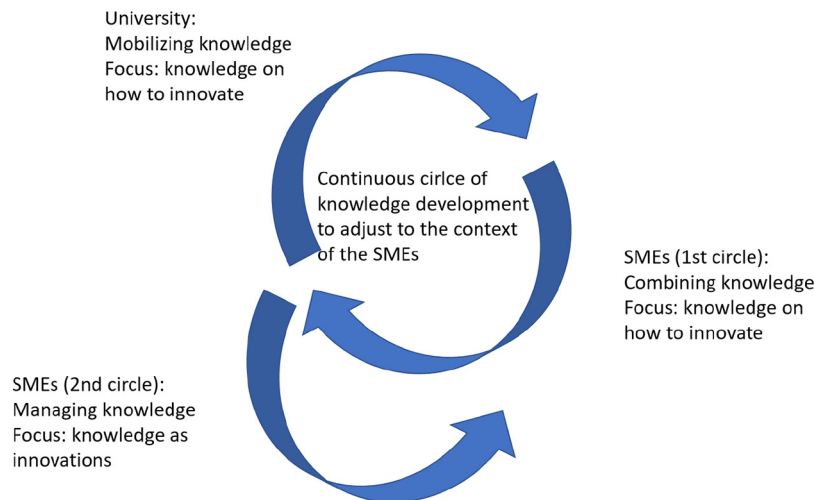 University:
Mobilizing knowledge
Focus: knowledge on
how to innovate
Continuous cirlce of
knowledge development
to adjust to the context
of the SMEs
SMEs (1st circle):
Combining knowledge
Focus: knowledge on
how to innovate
SMEs (2nd circle):
Managing knowledge
Focus: knowledge as
innovations